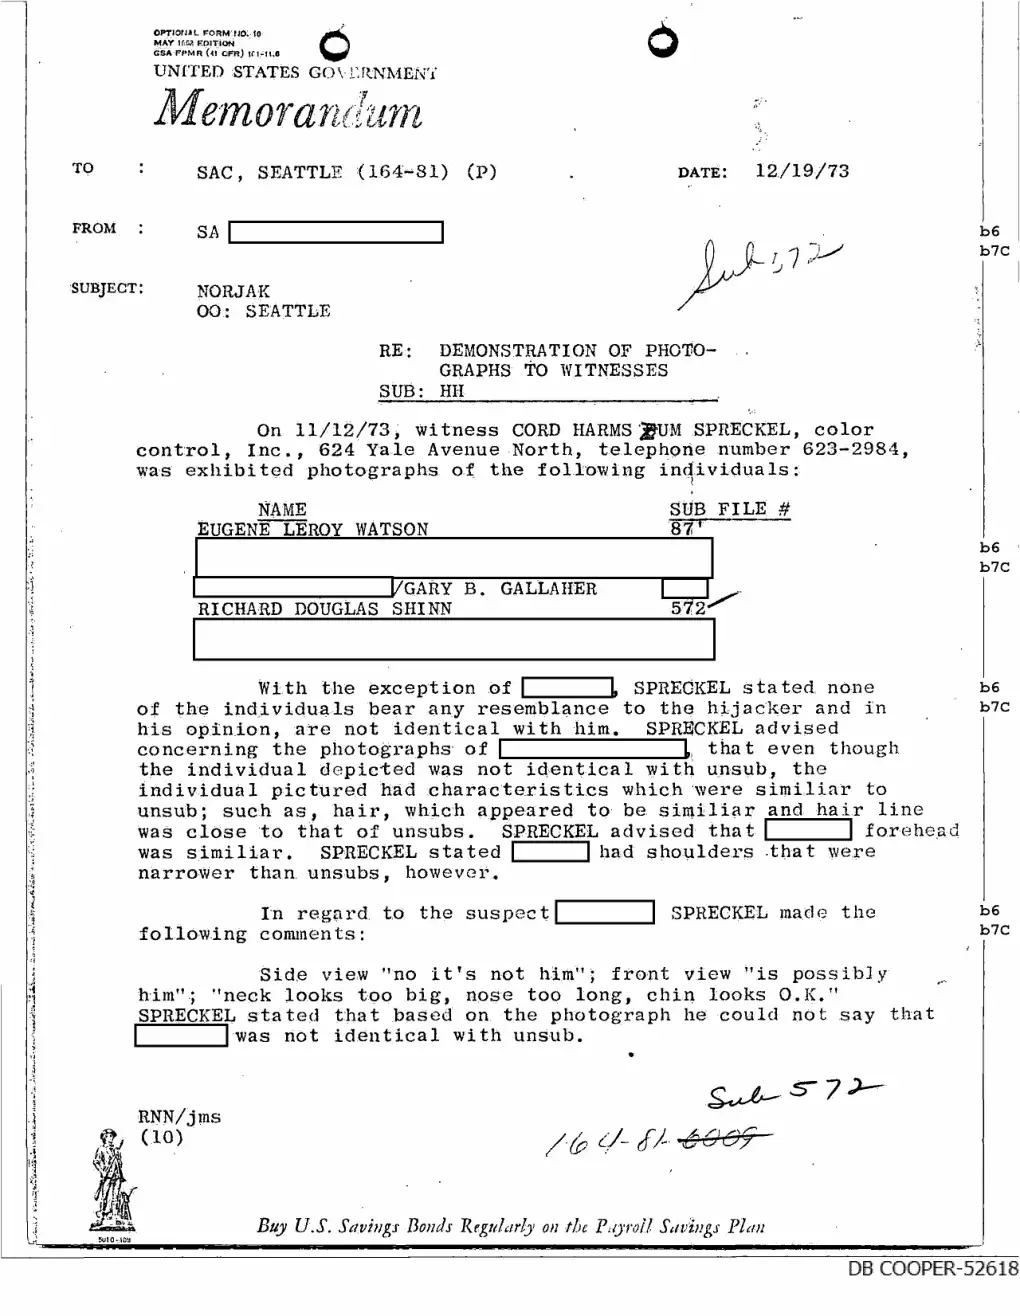 OPTIONAL FORM NO. 10
MAY 1962 EDITION
GSA FPMR (41 CFR) 101-11.6
UNITED STATES GOVERNMENT
Memorandum
TO : SAC, SEATTLE (164-81) (P) DATE: 12/19/73
FROM : SA
b6
b7C
Sub 572
SUBJECT: NORJAK
OO: SEATTLE
RE: DEMONSTRATION OF PHOTO-
GRAPHS TO WITNESSES
SUB: HH
On 11/12/73, witness CORD HARMS ZUM SPRECKEL, color
control, Inc., 624 Yale Avenue North, telephone number 623-2984,
was exhibited photographs of the following individuals:
NAME SUB FILE #
EUGENE LEROY WATSON 87
b6
b7C
/GARY B. GALLAHER
RICHARD DOUGLAS SHINN 572
With the exception of , SPRECKEL stated none
b6
of the individuals bear any resemblance to the hijacker and in
b7C
his opinion, are not identical with him. SPRECKEL advised
concerning the photographs of , that even though
the individual depicted was not identical with unsub, the
individual pictured had characteristics which were similiar to
unsub; such as, hair, which appeared to be similiar and hair line
was close to that of unsubs. SPRECKEL advised that forehead
was similiar. SPRECKEL stated had shoulders that were
narrower than unsubs, however.
In regard to the suspect SPRECKEL made the
b6
following comments:
b7C
Side view "no it's not him"; front view "is possibly
him"; "neck looks too big, nose too long, chin looks O.K."
SPRECKEL stated that based on the photograph he could not say that
was not identical with unsub.
Sub 572
RNN/jms
(10)
164-81-6009
5010-108
Buy U.S. Savings Bonds Regularly on the Payroll Savings Plan
DB COOPER-52618